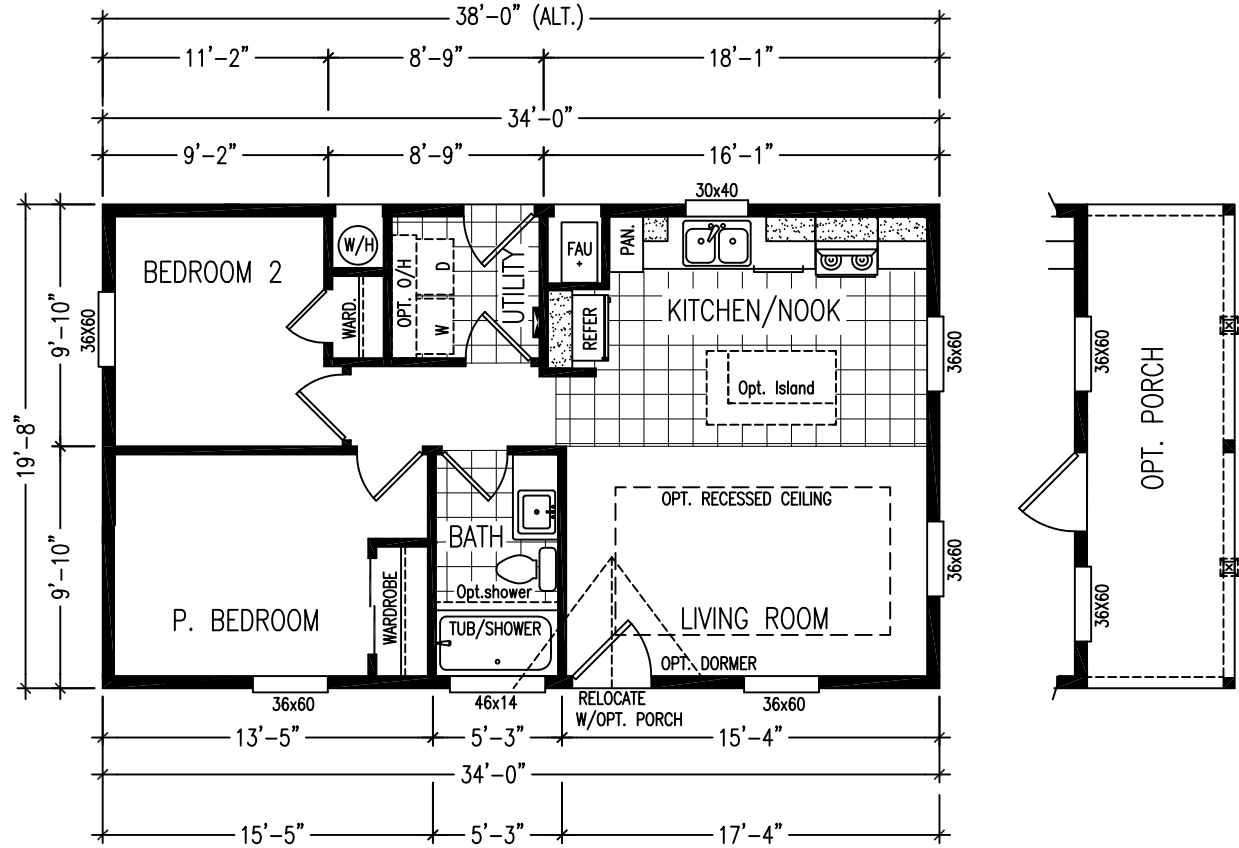 38'-0" (ALT.)
11'-2" 8'-9" 18'-1"
34'-0"
9'-2" 8'-9" 16'-1"
30x40
W/H
FAU
+
PAN.
BEDROOM 2
OPT. O/H
D
UTILITY
KITCHEN/NOOK
36X60
9'-10"
WARD.
W
REFER
36x60
36x60
Opt. Island
OPT. PORCH
19'-8"
OPT. RECESSED CEILING
BATH
36x60
9'-10"
Opt.shower
36x60
P. BEDROOM
WARDROBE
TUB/SHOWER
LIVING ROOM
OPT. DORMER
36x60
46x14
RELOCATE
W/OPT. PORCH
36x60
13'-5" 5'-3" 15'-4"
34'-0"
15'-5" 5'-3" 17'-4"